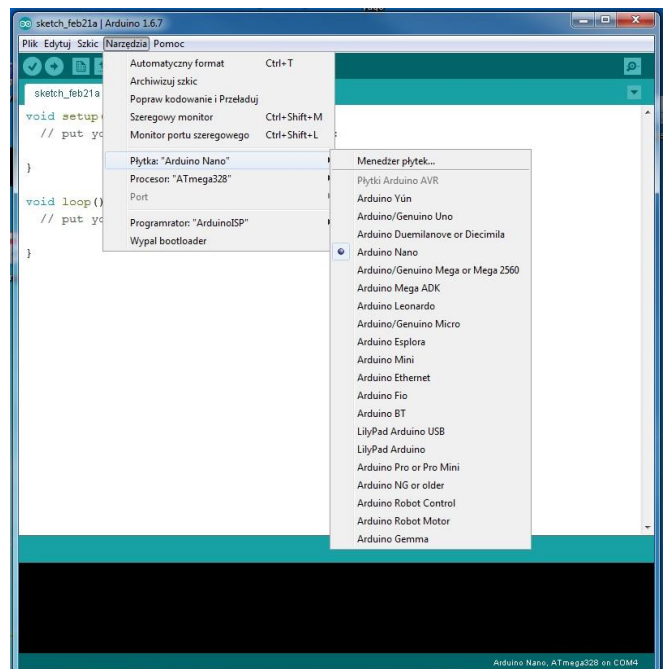 sketch_feb21a | Arduino 1.6.7
Plik Edytuj Szkic Narzędzia Pomoc
sketch_feb21a
Automatyczny format Ctrl+T
Archiwizuj szkic
Popraw kodowanie i Przeładuj
Szeregowy monitor Ctrl+Shift+M
Monitor portu szeregowego Ctrl+Shift+L
Płytka: "Arduino Nano"
Procesor: "ATmega328"
Port
Programrator: "ArduinoISP"
Wypal bootloader
void setup(
// put yo
}
void loop()
// put yo
}
Menedżer płytek...
Płytki Arduino AVR
Arduino Yún
Arduino/Genuino Uno
Arduino Duemilanove or Diecimila
Arduino Nano
Arduino/Genuino Mega or Mega 2560
Arduino Mega ADK
Arduino Leonardo
Arduino/Genuino Micro
Arduino Esplora
Arduino Mini
Arduino Ethernet
Arduino Fio
Arduino BT
LilyPad Arduino USB
LilyPad Arduino
Arduino Pro or Pro Mini
Arduino NG or older
Arduino Robot Control
Arduino Robot Motor
Arduino Gemma
Arduino Nano, ATmega328 on COM4